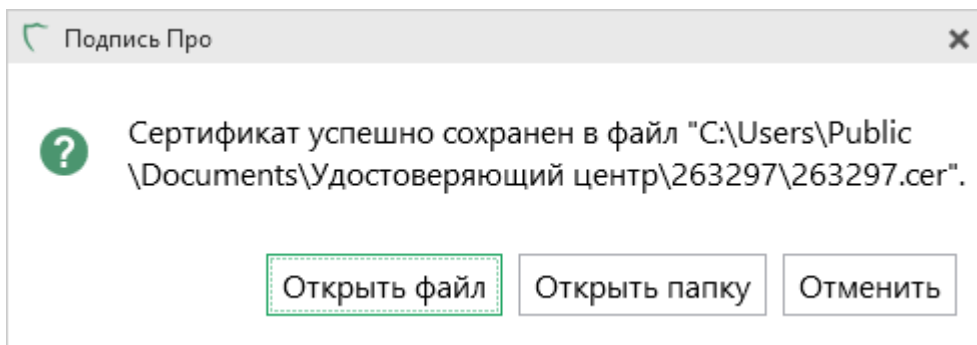 Подпись Про
Сертификат успешно сохранен в файл "C:\Users\Public
\Documents\Удостоверяющий центр\263297\263297.cer".
Открыть файл Открыть папку Отменить